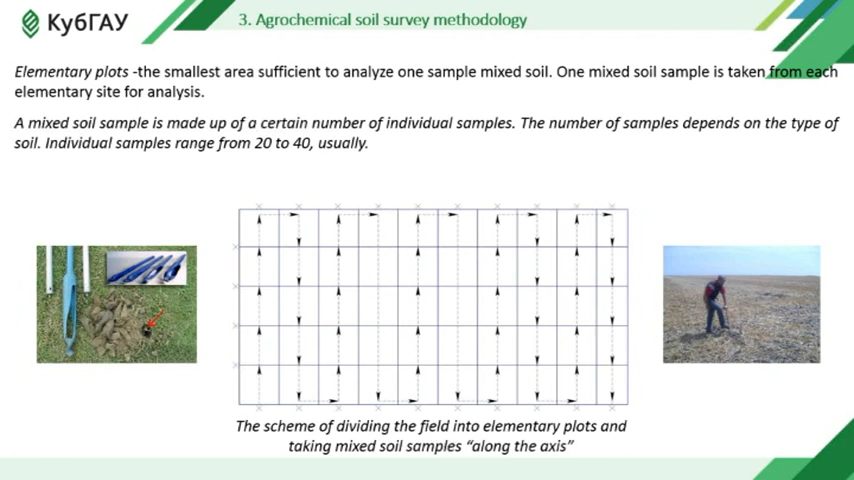 КубГАУ
3. Agrochemical soil survey methodology
Elementary plots -the smallest area sufficient to analyze one sample mixed soil. One mixed soil sample is taken from each
elementary site for analysis.
A mixed soil sample is made up of a certain number of individual samples. The number of samples depends on the type of
soil. Individual samples range from 20 to 40, usually.
The scheme of dividing the field into elementary plots and
taking mixed soil samples “along the axis”